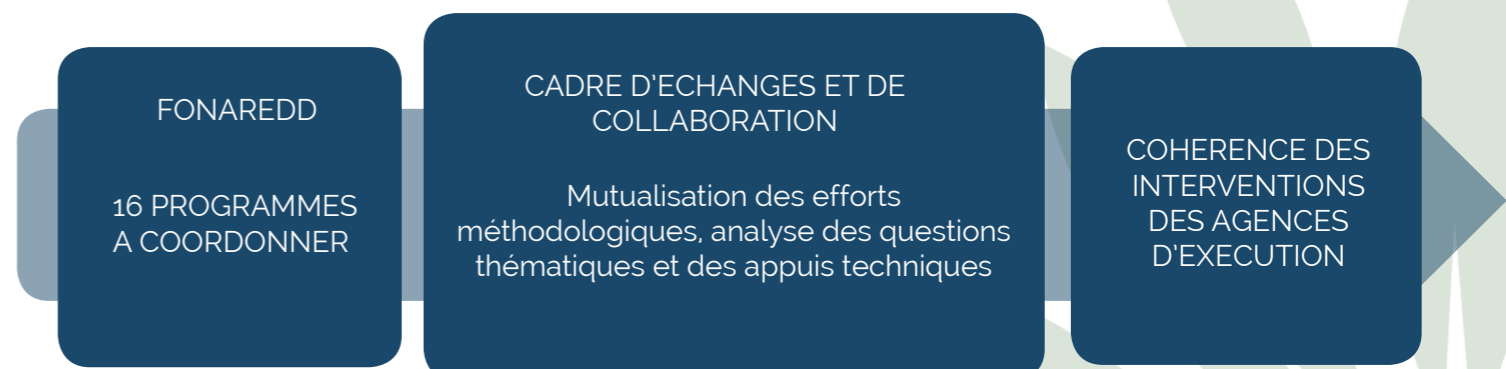 FONAREDD
16 PROGRAMMES
A COORDONNER
CADRE D'ECHANGES ET DE
COLLABORATION
Mutualisation des efforts
méthodologiques, analyse des questions
thématiques et des appuis techniques
COHERENCE DES
INTERVENTIONS
DES AGENCES
D'EXECUTION